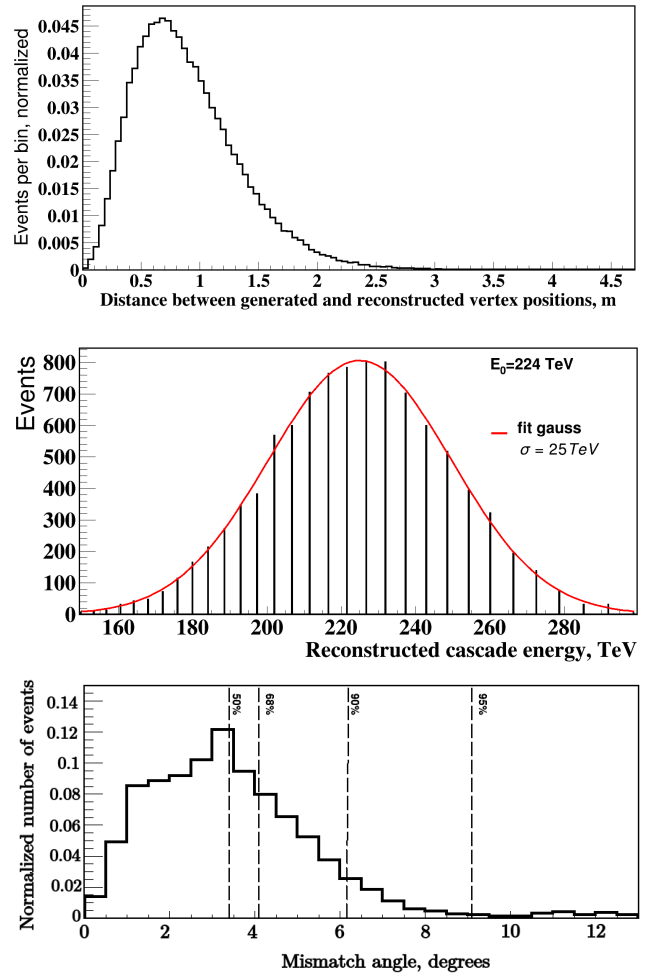 Events per bin, normalized
0.045
0.04
0.035
0.03
0.025
0.02
0.015
0.01
0.005
0
0 0.5 1 1.5 2 2.5 3 3.5 4 4.5
Distance between generated and reconstructed vertex positions, m
Events
800
700
600
500
400
300
200
100
0
E0=224 TeV
fit gauss
σ = 25TeV
160 180 200 220 240 260 280
Reconstructed cascade energy, TeV
Normalized number of events
0.14
0.12
0.1
0.08
0.06
0.04
0.02
0
50% 68% 90% 95%
0 2 4 6 8 10 12
Mismatch angle, degrees